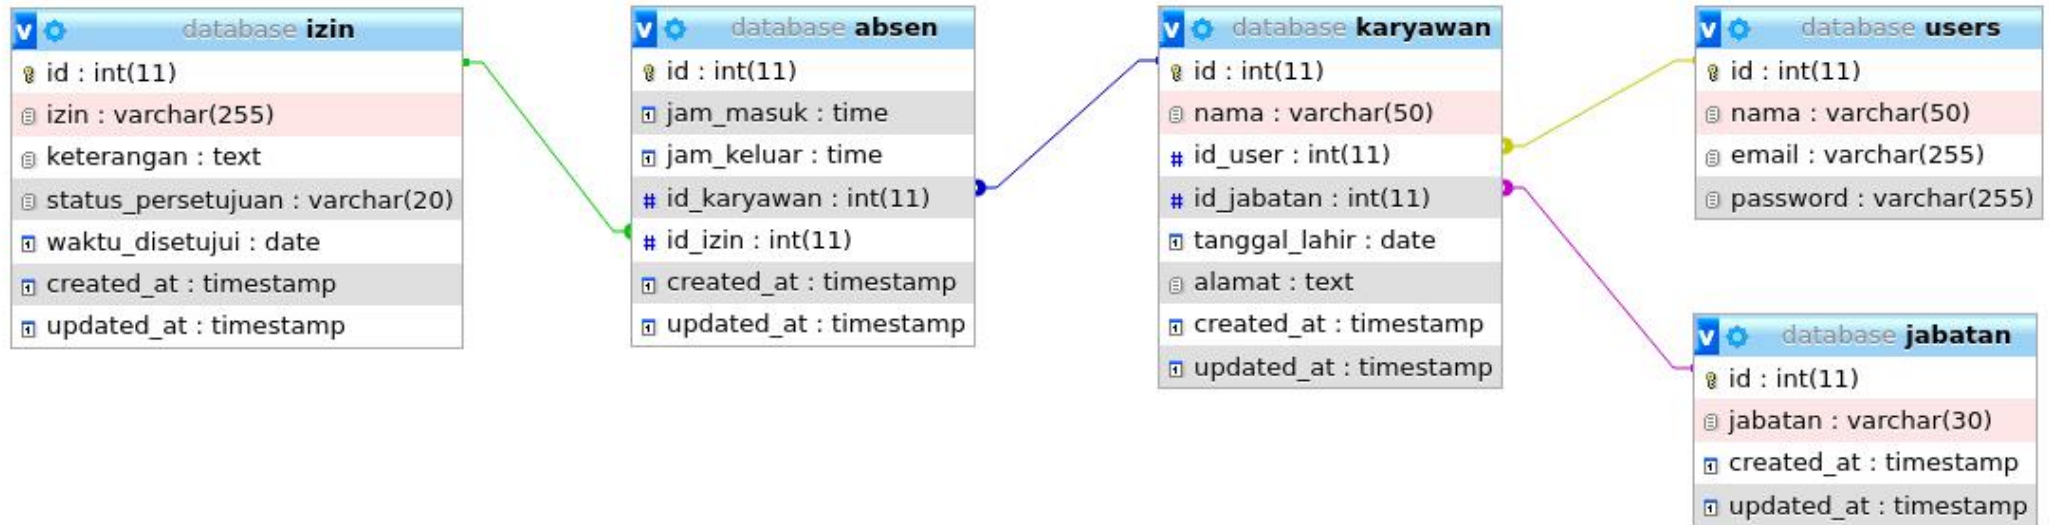 database izin
id : int(11)
izin : varchar(255)
keterangan : text
status_persetujuan : varchar(20)
waktu_disetujui : date
created_at : timestamp
updated_at : timestamp
database absen
id : int(11)
jam_masuk : time
jam_keluar : time
id_karyawan : int(11)
id_izin : int(11)
created_at : timestamp
updated_at : timestamp
database karyawan
id : int(11)
nama : varchar(50)
id_user : int(11)
id_jabatan : int(11)
tanggal_lahir : date
alamat : text
created_at : timestamp
updated_at : timestamp
database users
id : int(11)
nama : varchar(50)
email : varchar(255)
password : varchar(255)
database jabatan
id : int(11)
jabatan : varchar(30)
created_at : timestamp
updated_at : timestamp